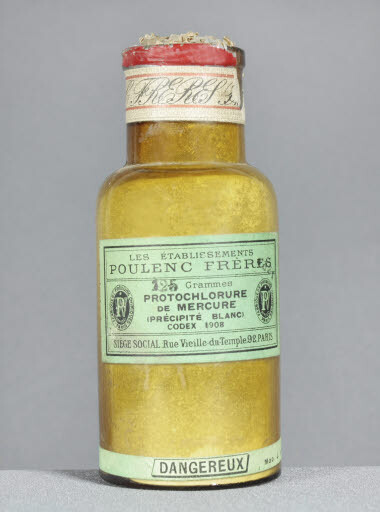 FRERES
LES ÉTABLISSEMENTS
POULENC FRÈRES
125 Grammes
PROTOCHLORURE
DE MERCURE
(PRÉCIPITÉ BLANC)
CODEX 1908
SIÈGE SOCIAL Rue Vieille-du-Temple, 92, PARIS
DANGEREUX